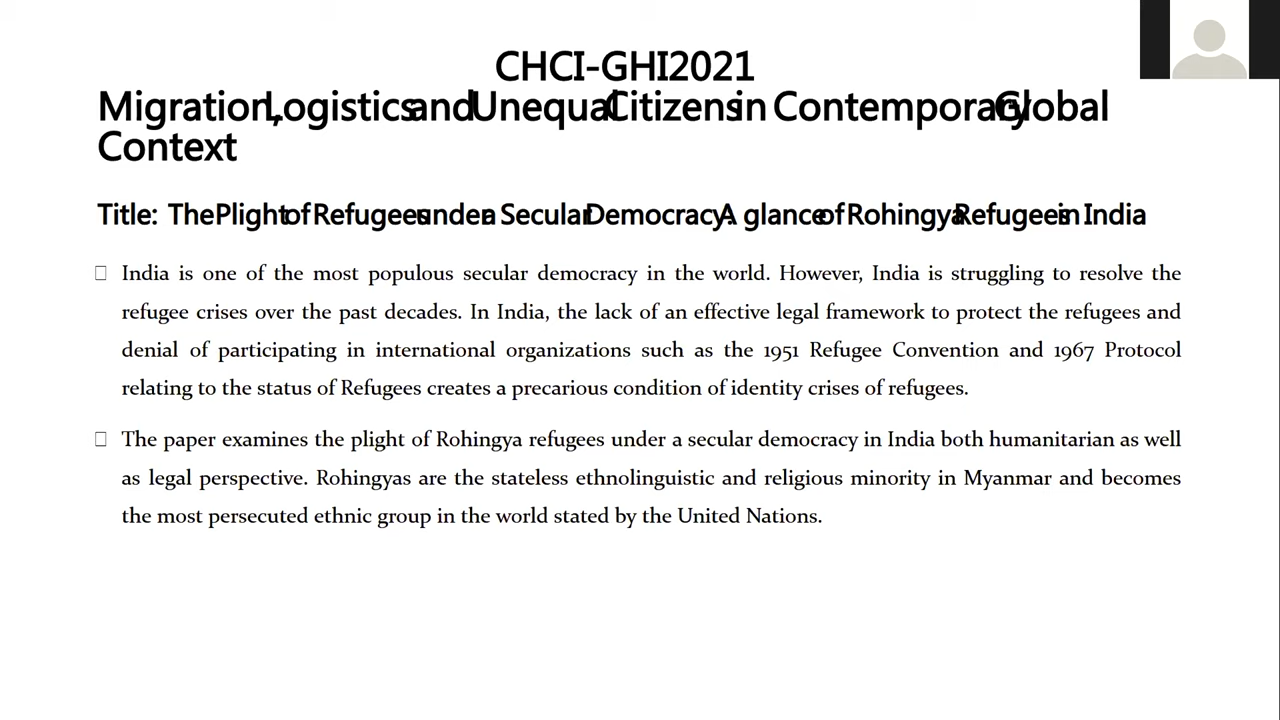 CHCI-GHI2021
Migration, Logistics and Unequal Citizens in Contemporary Global
Context
Title: The Plight of Refugees under a Secular Democracy: A glance of Rohingya Refugees in India
India is one of the most populous secular democracy in the world. However, India is struggling to resolve the
refugee crises over the past decades. In India, the lack of an effective legal framework to protect the refugees and
denial of participating in international organizations such as the 1951 Refugee Convention and 1967 Protocol
relating to the status of Refugees creates a precarious condition of identity crises of refugees.
The paper examines the plight of Rohingya refugees under a secular democracy in India both humanitarian as well
as legal perspective. Rohingyas are the stateless ethnolinguistic and religious minority in Myanmar and becomes
the most persecuted ethnic group in the world stated by the United Nations.